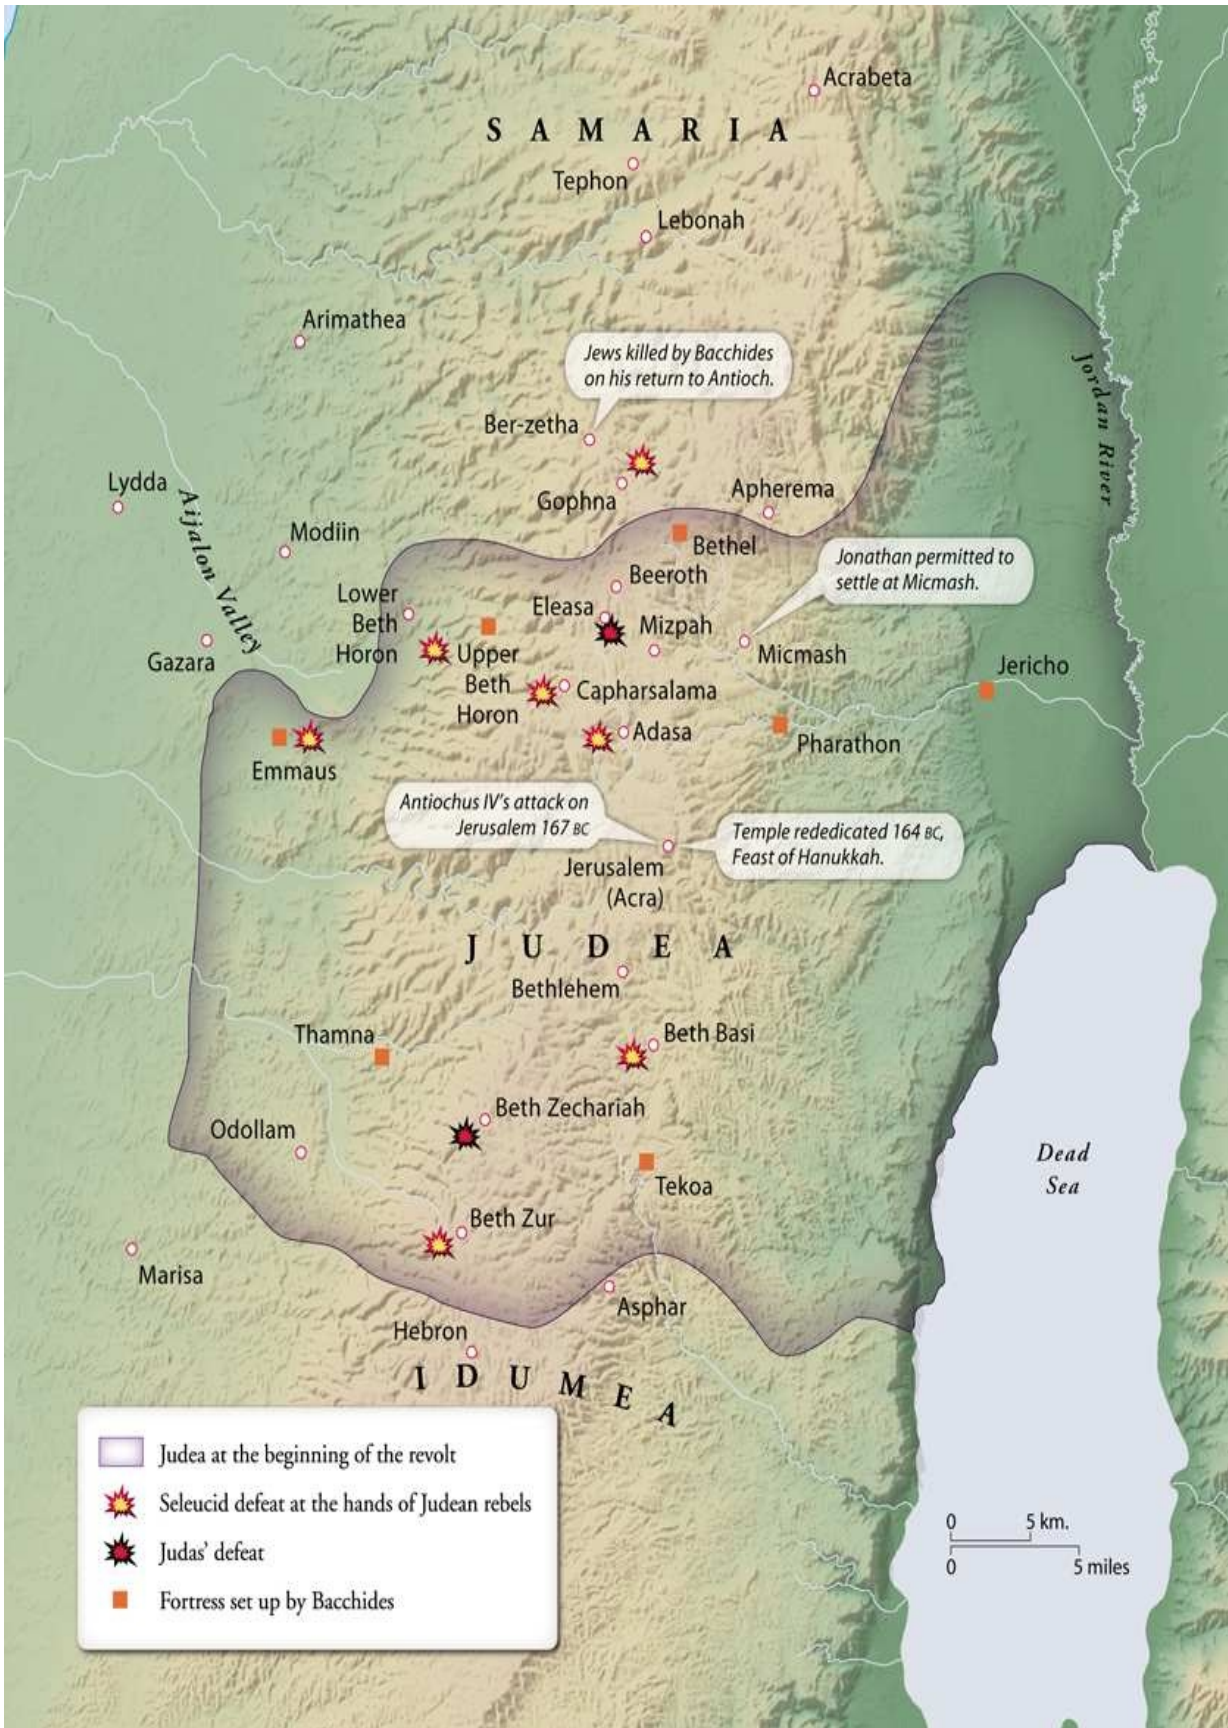 Acrabeta
SAMARIA
Tephon
Lebonah
Arimathea
Jews killed by Bacchides
on his return to Antioch.
Ber-zetha
Lydda
Gophna
Apherema
Aijalon Valley
Jordan River
Modiin
Bethel
Jonathan permitted to
settle at Micmash.
Beeroth
Lower
Beth
Horon
Eleasa
Mizpah
Gazara
Upper
Beth
Horon
Micmash
Jericho
Capharsalama
Adasa
Pharathon
Emmaus
Antiochus IV's attack on
Jerusalem 167 BC
Temple rededicated 164 BC,
Feast of Hanukkah.
Jerusalem
(Acra)
JUDEA
Bethlehem
Thamna
Beth Basi
Beth Zechariah
Odollam
Dead
Sea
Tekoa
Beth Zur
Marisa
Asphar
Hebron
IDUMEA
Judea at the beginning of the revolt
Seleucid defeat at the hands of Judean rebels
Judas' defeat
Fortress set up by Bacchides
0 5 km.
0 5 miles